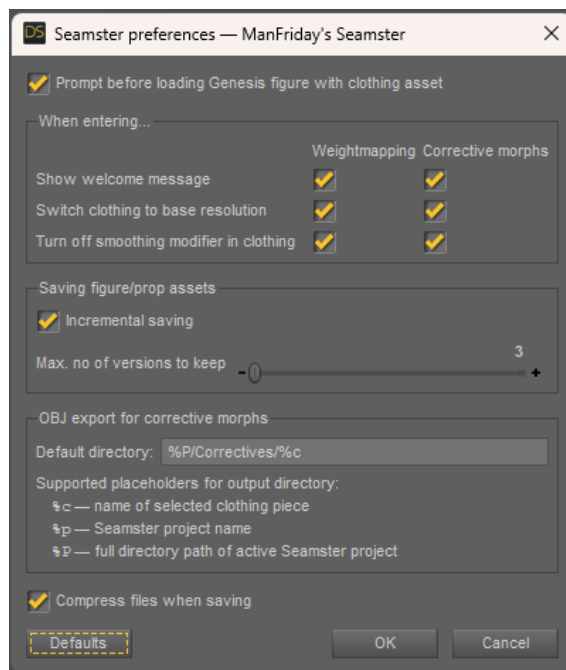 DS Seamster preferences — ManFriday's Seamster
Prompt before loading Genesis figure with clothing asset
When entering...
Weightmapping Corrective morphs
Show welcome message
Switch clothing to base resolution
Turn off smoothing modifier in clothing
Saving figure/prop assets
Incremental saving
3
Max. no of versions to keep - +
OBJ export for corrective morphs
Default directory: %P/Correctives/%c
Supported placeholders for output directory:
%c — name of selected clothing piece
%p — Seamster project name
%P — full directory path of active Seamster project
Compress files when saving
Defaults OK Cancel